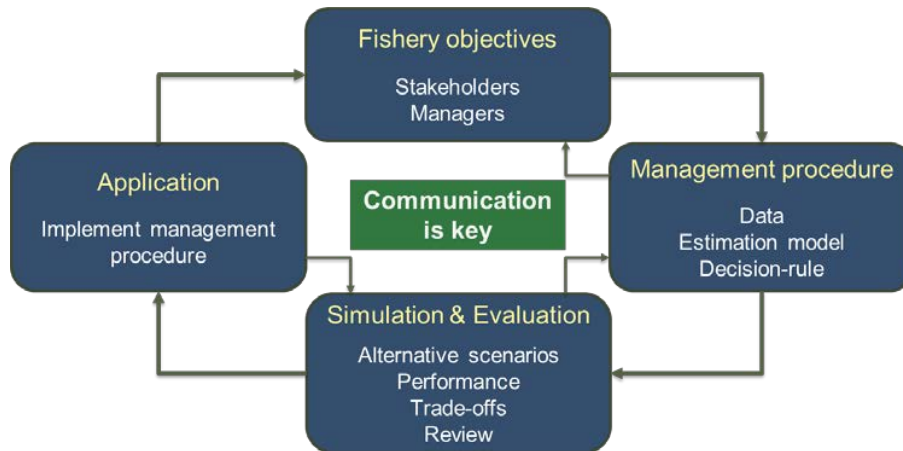 Fishery objectives
Stakeholders
Managers
Application
Implement management
procedure
Communication
is key
Management procedure
Data
Estimation model
Decision-rule
Simulation & Evaluation
Alternative scenarios
Performance
Trade-offs
Review